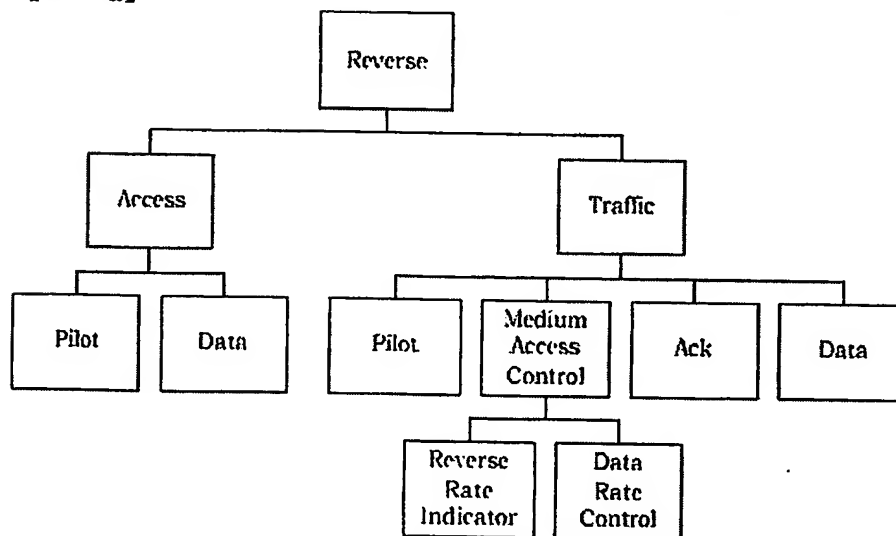 Reverse
Access
Traffic
Pilot
Data
Pilot
Medium
Access
Control
Ack
Data
Reverse
Rate
Indicator
Data
Rate
Control